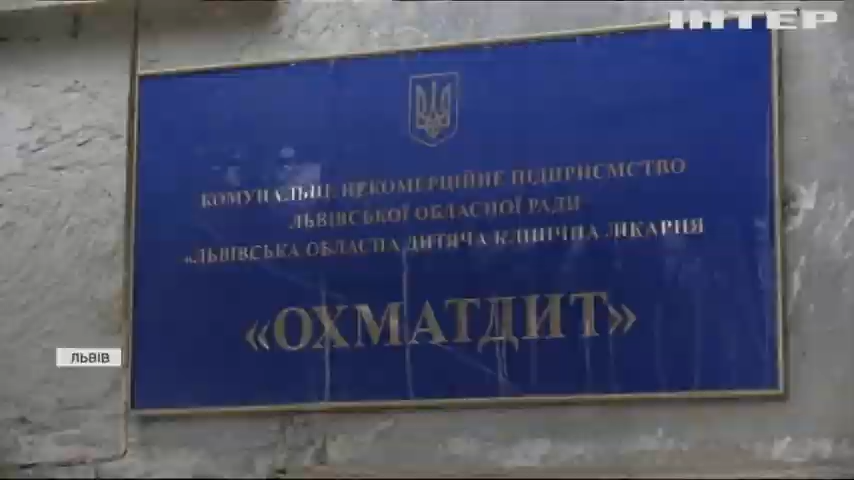 ІНТЕР
КОМУНАЛЬНЕ НЕКОМЕРЦІЙНЕ ПІДПРИЄМСТВО
ЛЬВІВСЬКОЇ ОБЛАСНОЇ РАДИ
«ЛЬВІВСЬКА ОБЛАСНА ДИТЯЧА КЛІНІЧНА ЛІКАРНЯ
«ОХМАТДИТ»
ЛЬВІВ